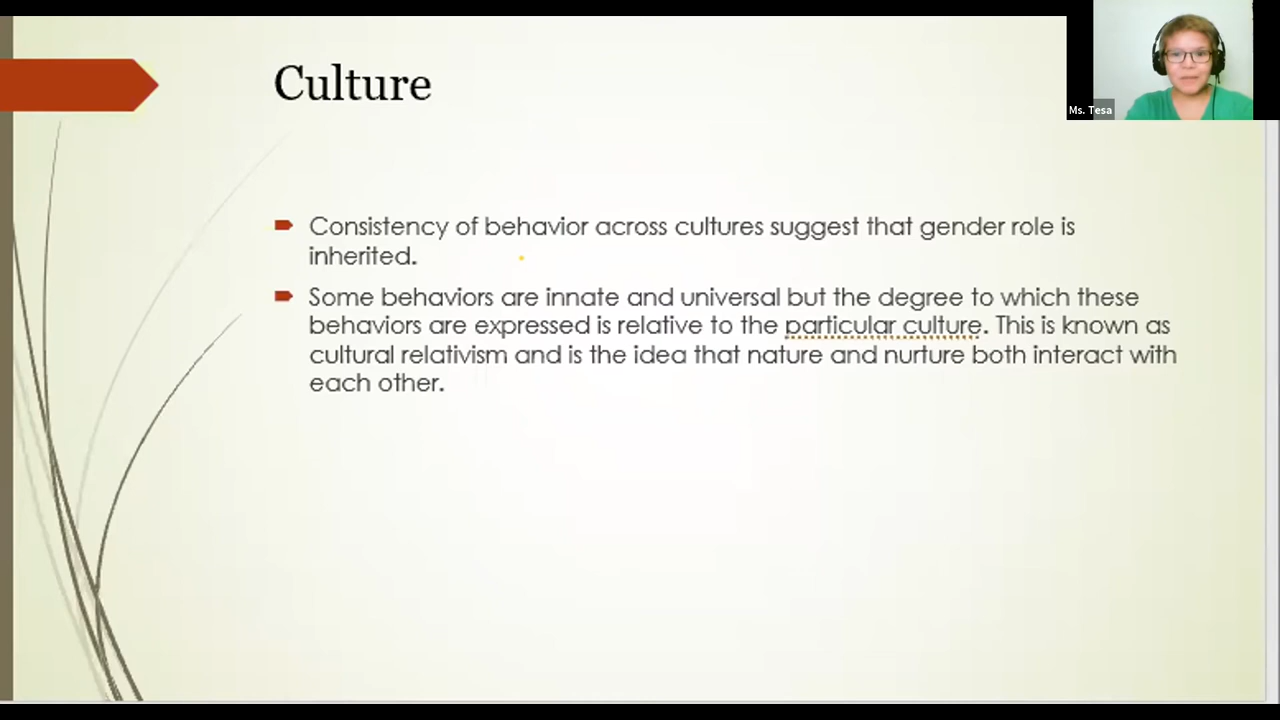 Culture
Ms. Tesa
Consistency of behavior across cultures suggest that gender role is
inherited.
Some behaviors are innate and universal but the degree to which these
behaviors are expressed is relative to the particular culture. This is known as
cultural relativism and is the idea that nature and nurture both interact with
each other.